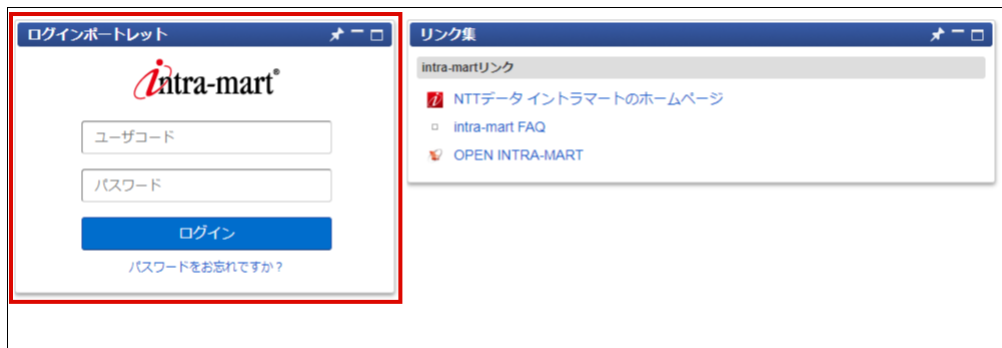 ログインポートレット
intra-mart®
ユーザコード
パスワード
ログイン
パスワードをお忘れですか?
リンク集
intra-martリンク
NTTデータ イントラマートのホームページ
intra-mart FAQ
OPEN INTRA-MART